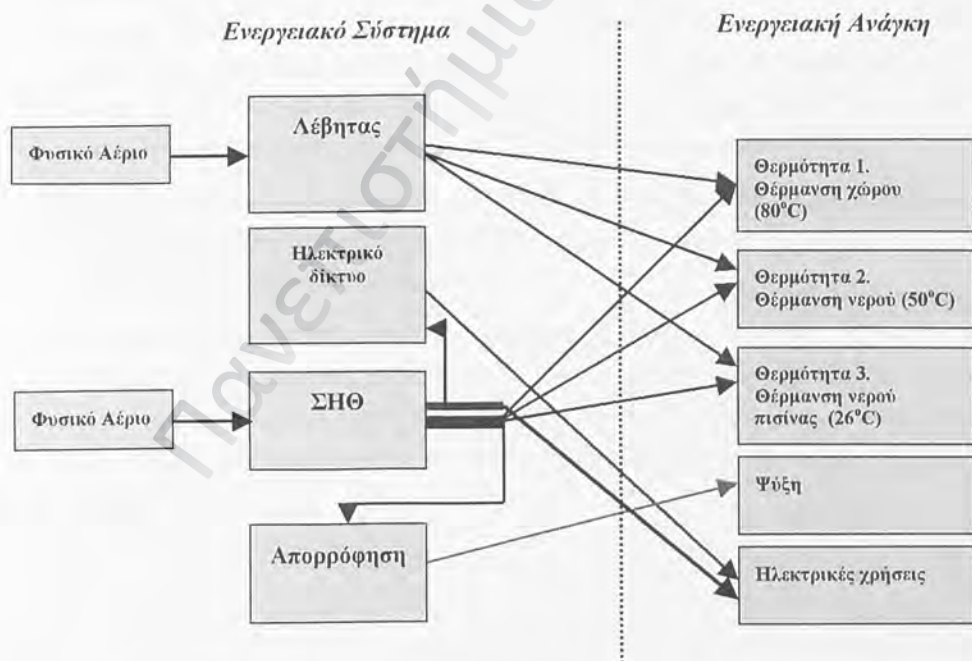 Ενεργειακό Σύστημα
Ενεργειακή Ανάγκη
Φυσικό Αέριο
Λέβητας
Ηλεκτρικό
δίκτυο
Φυσικό Αέριο
ΣΗΘ
Απορρόφηση
Θερμότητα 1.
Θέρμανση χώρου
(80°C)
Θερμότητα 2.
Θέρμανση νερού (50°C)
Θερμότητα 3.
Θέρμανση νερού
πισίνας (26°C)
Ψύξη
Ηλεκτρικές χρήσεις
Πανεπιστήμιο